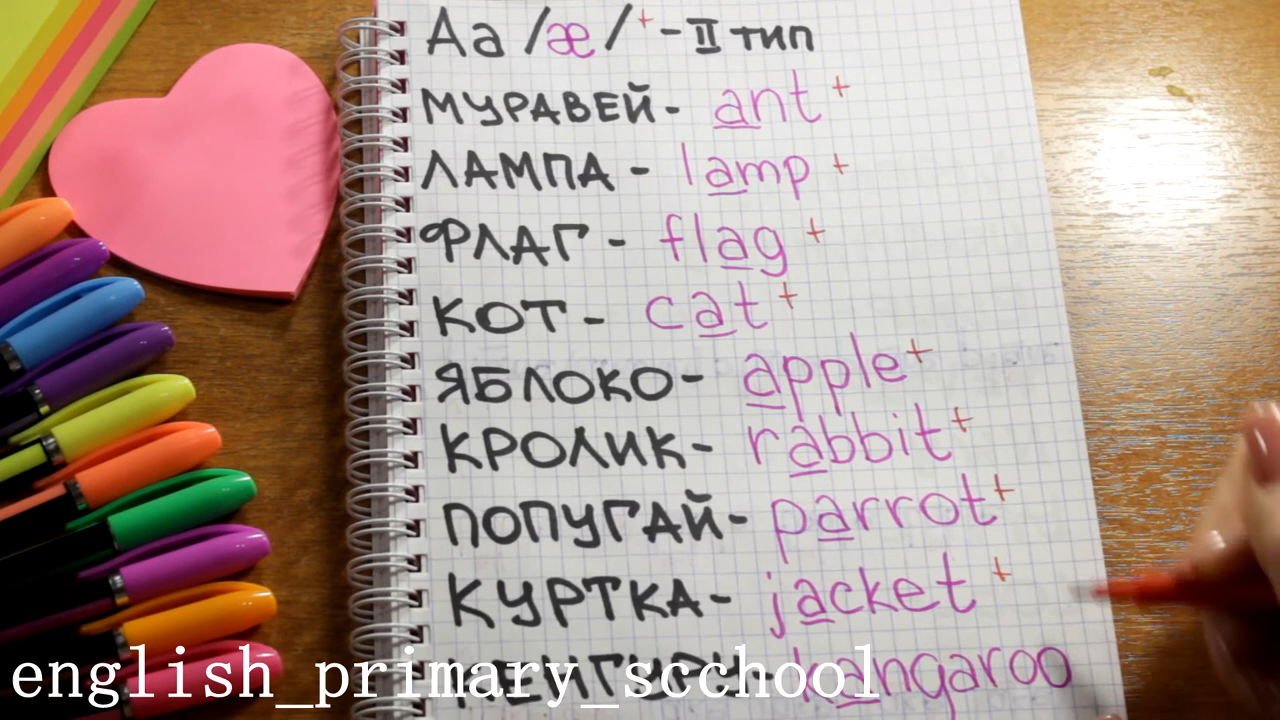 Aa /æ/+ - II тип
МУРАВЕЙ - ant +
ЛАМПА - lamp +
ФЛАГ - flag +
КОТ - cat +
ЯБЛОКО - apple +
КРОЛИК - rabbit +
ПОПУГАЙ - parrot +
КУРТКА - jacket +
kangaroo
english_primary_scchool